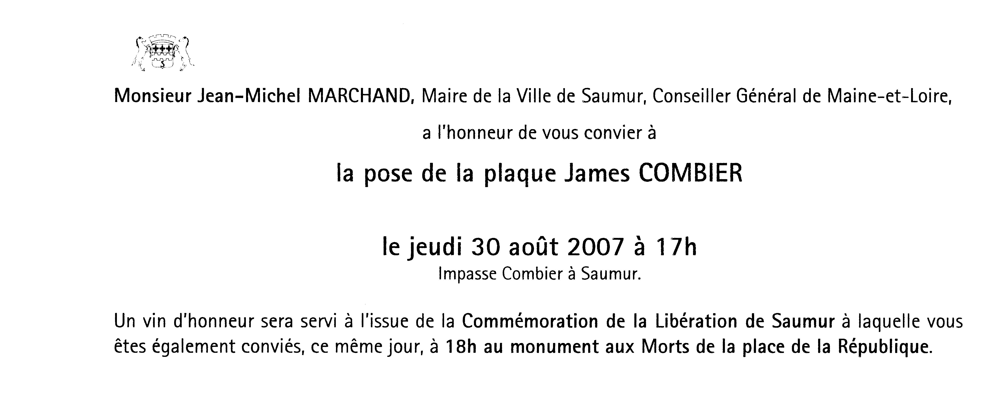 S
Monsieur Jean-Michel MARCHAND, Maire de la Ville de Saumur, Conseiller Général de Maine-et-Loire,
a l'honneur de vous convier à
la pose de la plaque James COMBIER
le jeudi 30 août 2007 à 17h
Impasse Combier à Saumur.
Un vin d'honneur sera servi à l'issue de la Commémoration de la Libération de Saumur à laquelle vous
êtes également conviés, ce même jour, à 18h au monument aux Morts de la place de la République.